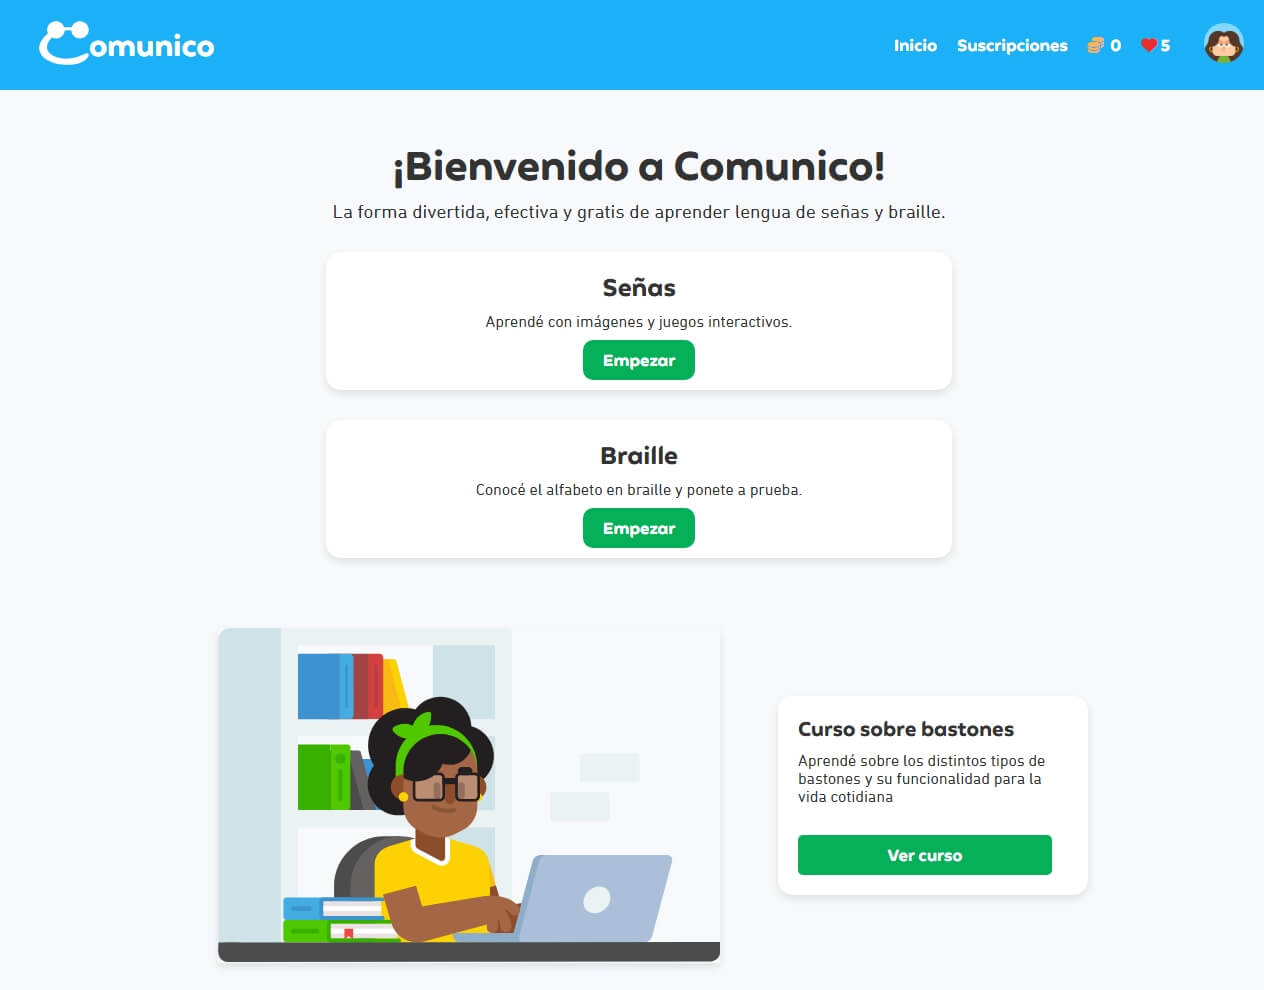 Comunico
Inicio Suscripciones 0 5
¡Bienvenido a Comunico!
La forma divertida, efectiva y gratis de aprender lengua de señas y braille.
Señas
Aprendé con imágenes y juegos interactivos.
Empezar
Braille
Conocé el alfabeto en braille y ponete a prueba.
Empezar
Curso sobre bastones
Aprendé sobre los distintos tipos de
bastones y su funcionalidad para la
vida cotidiana
Ver curso